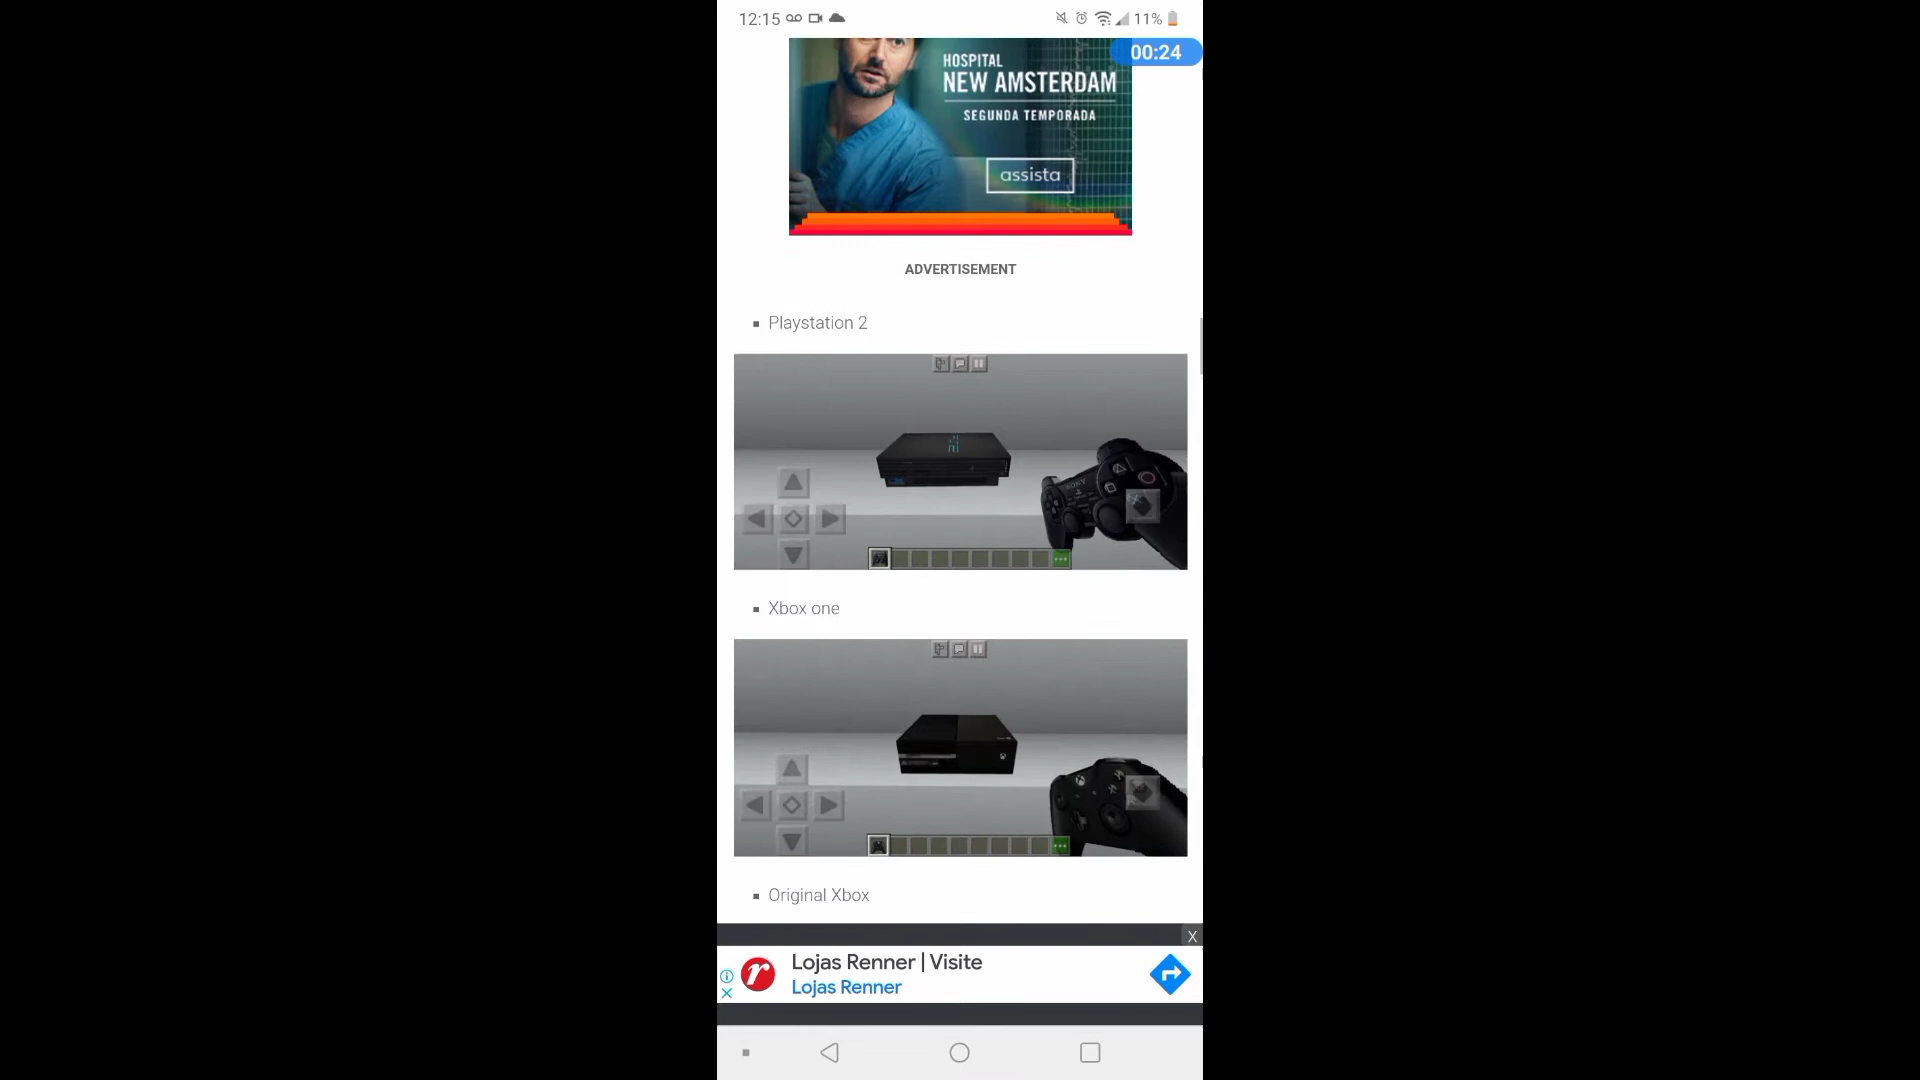 12:15
11%
00:24
HOSPITAL
NEW AMSTERDAM
SEGUNDA TEMPORADA
assista
ADVERTISEMENT
Playstation 2
SONY
Xbox one
Original Xbox
X
Lojas Renner | Visite
Lojas Renner